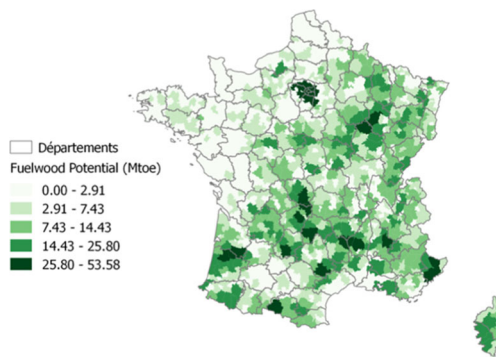 Départements
Fuelwood Potential (Mtoe)
0.00 - 2.91
2.91 - 7.43
7.43 - 14.43
14.43 - 25.80
25.80 - 53.58